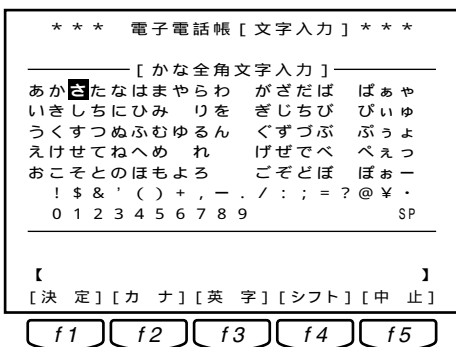 ＊＊＊ 電子電話帳［文字入力］＊＊＊
［かな全角文字入力］
あかさたなはまやらわ がざだば ぱぁゃ
いきしちにひみ りを ぎじちび ぴぃゅ
うくすつぬふむゆるん ぐずづぶ ぷぅょ
えけせてねへめ れ げぜでべ ぺぇっ
おこそとのほもよろ ごぞどぼ ぽぉー
！＄＆’（）＋，－．／：；＝？＠￥・
０１２３４５６７８９ SP
【 】
［決 定］［カ ナ］［英 字］［シフト］［中 止］
f1 f2 f3 f4 f5